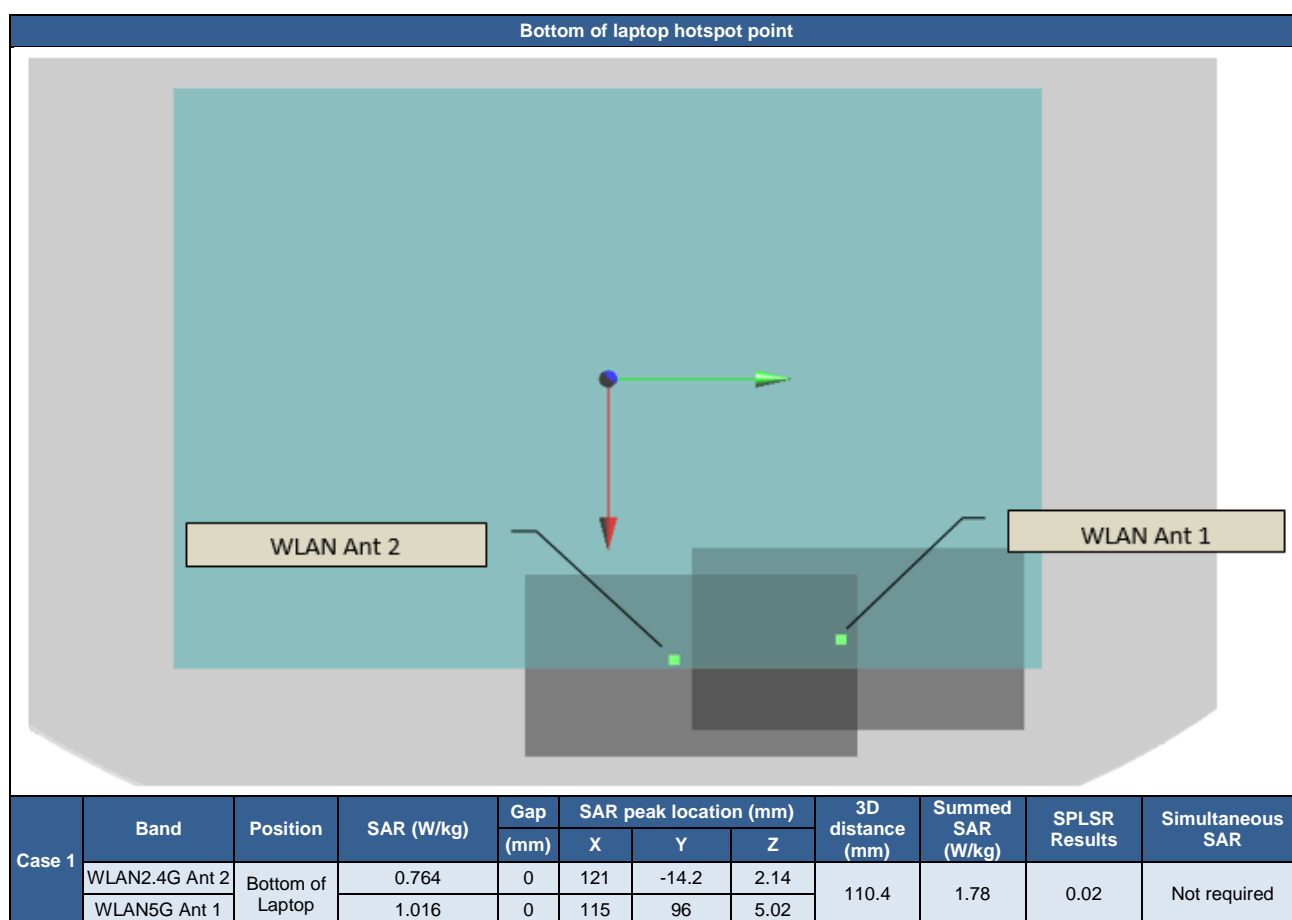 Bottom of laptop hotspot point
WLAN Ant 2
WLAN Ant 1
Case 1 Band Position SAR (W/kg) Gap (mm) SAR peak location (mm) X Y Z 3D distance (mm) Summed SAR (W/kg) SPLSR Results Simultaneous SAR
WLAN2.4G Ant 2 Bottom of Laptop 0.764 0 121 -14.2 2.14 110.4 1.78 0.02 Not required
WLAN5G Ant 1 1.016 0 115 96 5.02